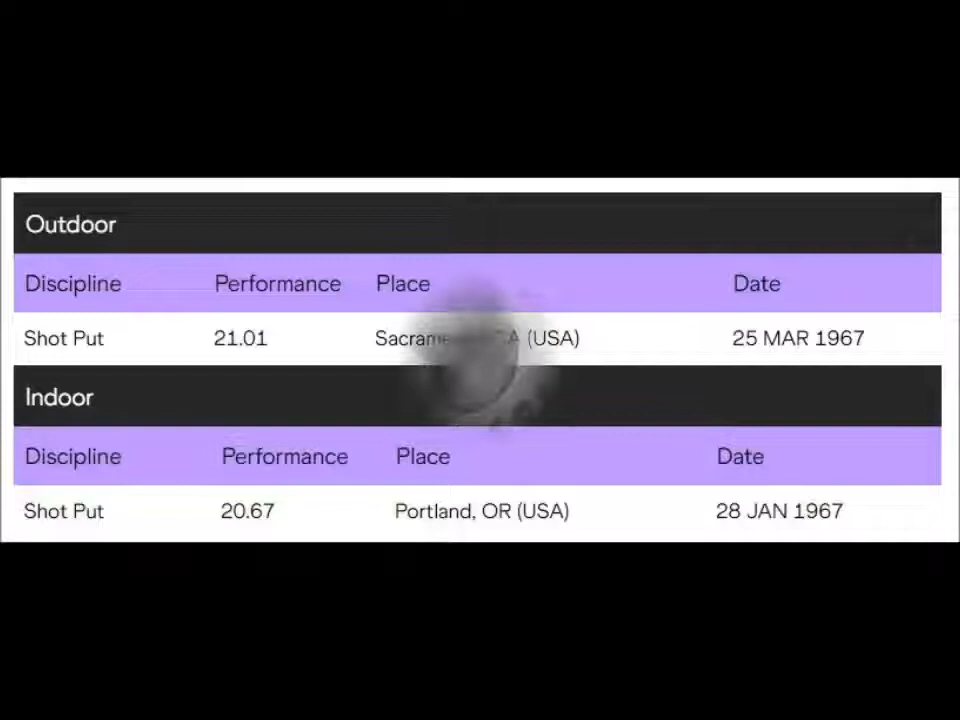 Outdoor
Discipline Performance Place Date
Shot Put 21.01 (USA) 25 MAR 1967
Indoor
Discipline Performance Place Date
Shot Put 20.67 Portland, OR (USA) 28 JAN 1967